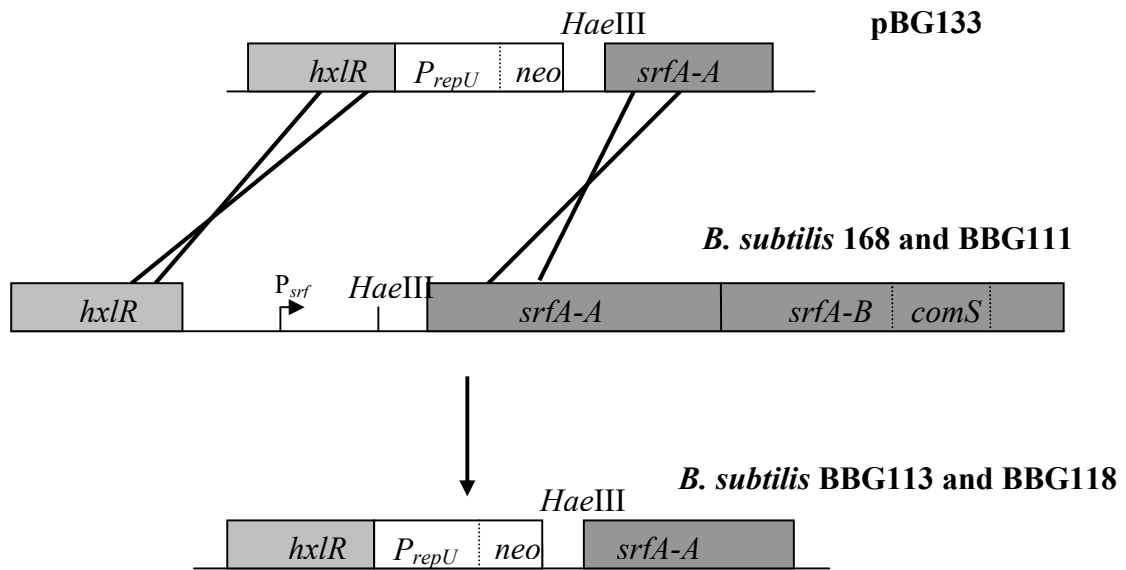 HaeIII pBG133
hxlR PrepU neo srfA-A
B. subtilis 168 and BBG111
Psrf HaeIII
hxlR srfA-A srfA-B comS
B. subtilis BBG113 and BBG118
HaeIII
hxlR PrepU neo srfA-A